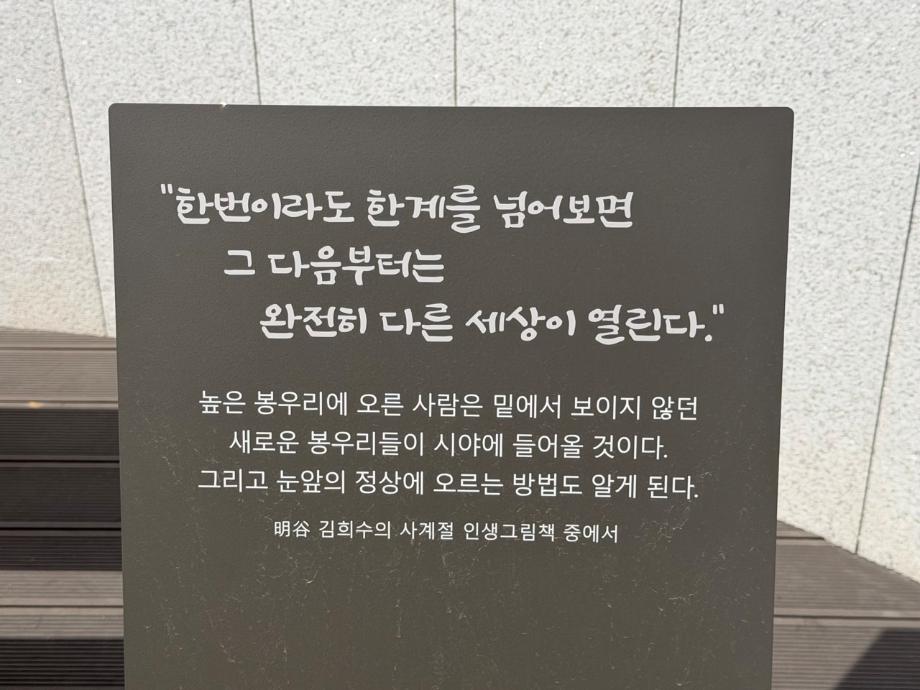 "한번이라도 한계를 넘어보면
그 다음부터는
완전히 다른 세상이 열린다."
높은 봉우리에 오른 사람은 밑에서 보이지 않던
새로운 봉우리들이 시야에 들어올 것이다.
그리고 눈앞의 정상에 오르는 방법도 알게 된다.
明谷 김희수의 사계절 인생그림책 중에서